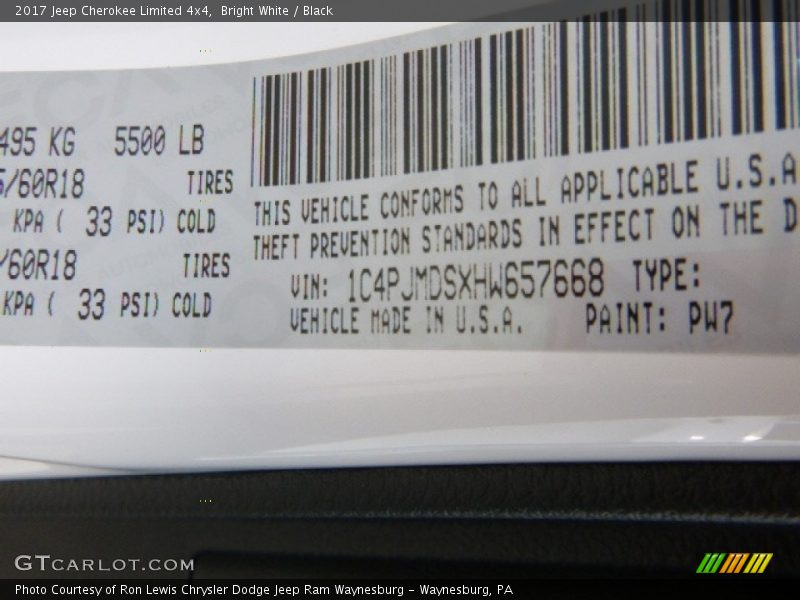 2017 Jeep Cherokee Limited 4x4, Bright White / Black
495 KG 5500 LB
/60R18 TIRES
KPA ( 33 PSI) COLD
/60R18 TIRES
KPA ( 33 PSI) COLD
THIS VEHICLE CONFORMS TO ALL APPLICABLE U.S.A
THEFT PREVENTION STANDARDS IN EFFECT ON THE D
VIN: 1C4PJMDSXHW657668 TYPE:
VEHICLE MADE IN U.S.A. PAINT: PW7
GTCARLOT.COM
Photo Courtesy of Ron Lewis Chrysler Dodge Jeep Ram Waynesburg – Waynesburg, PA